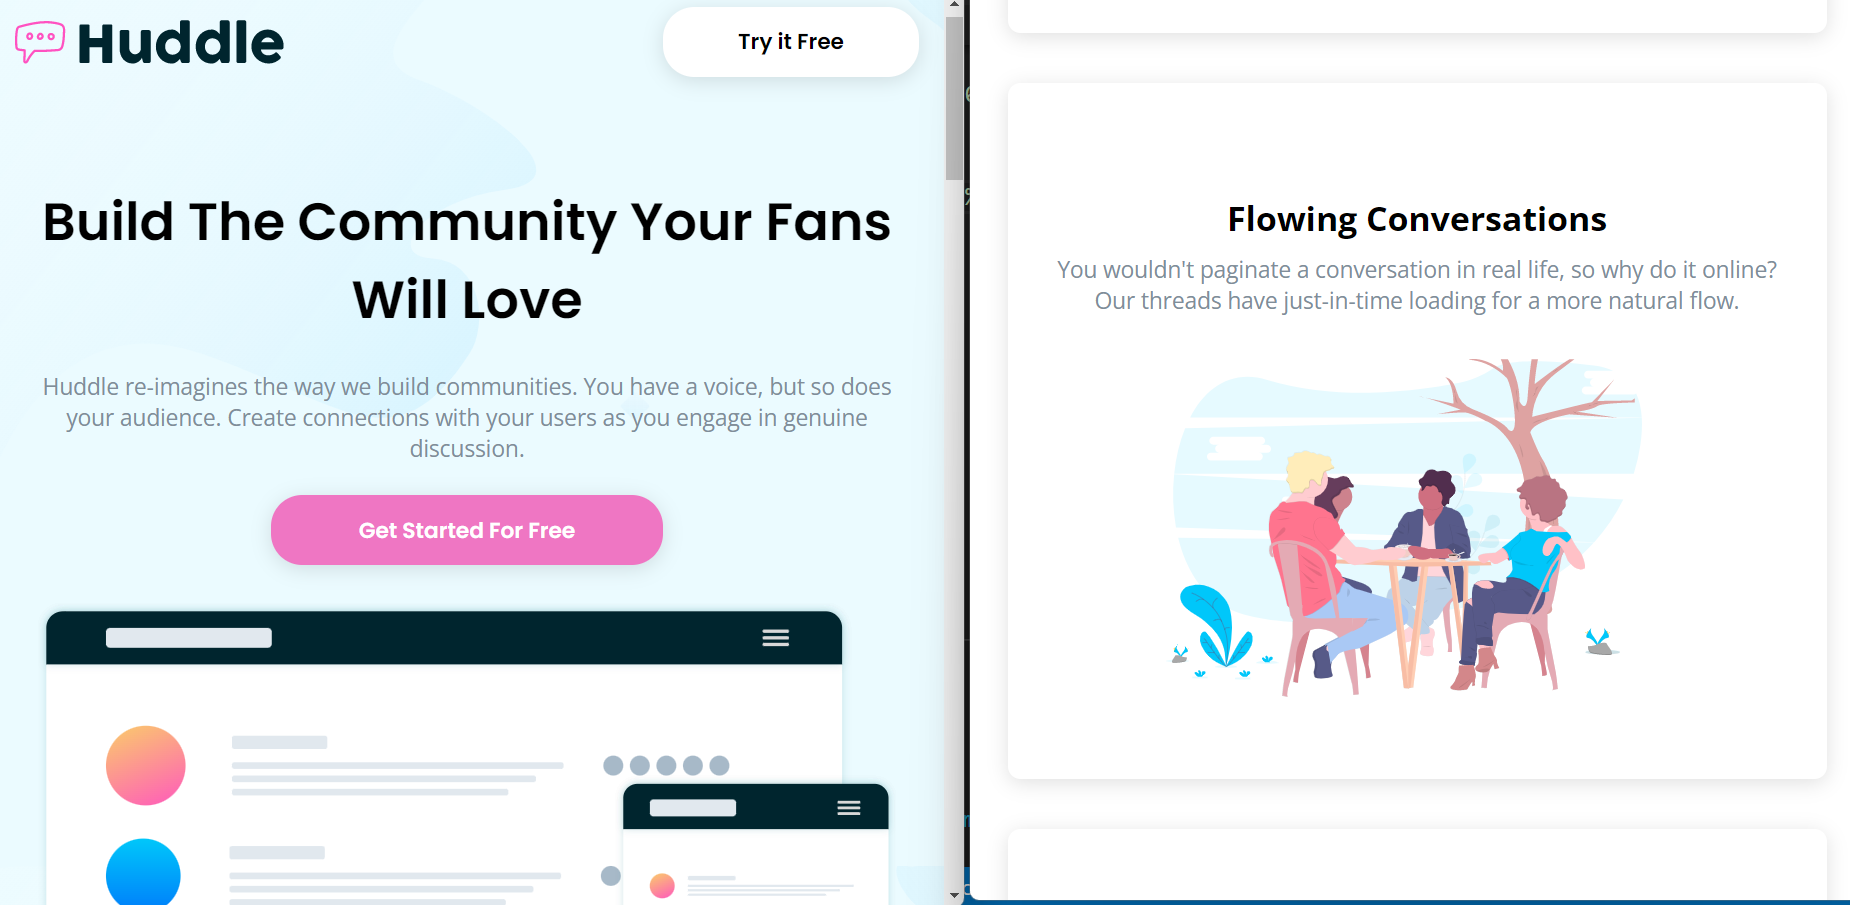 Huddle
Try it Free
Build The Community Your Fans
Will Love
Huddle re-imagines the way we build communities. You have a voice, but so does
your audience. Create connections with your users as you engage in genuine
discussion.
Get Started For Free
Flowing Conversations
You wouldn't paginate a conversation in real life, so why do it online?
Our threads have just-in-time loading for a more natural flow.